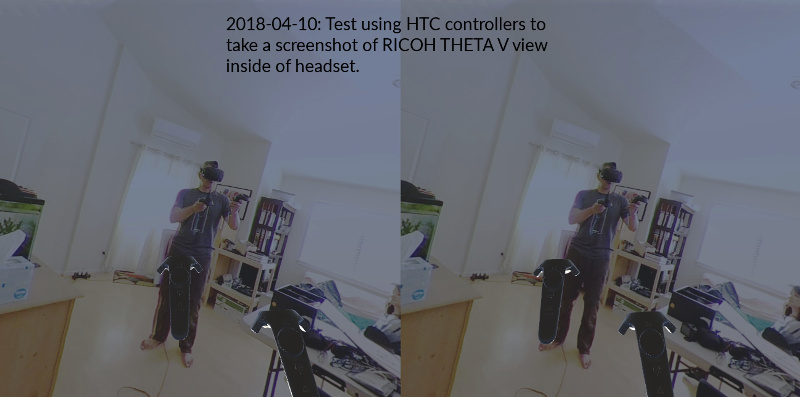 2018-04-10: Test using HTC controllers to
take a screenshot of RICOH THETA V view
inside of headset.